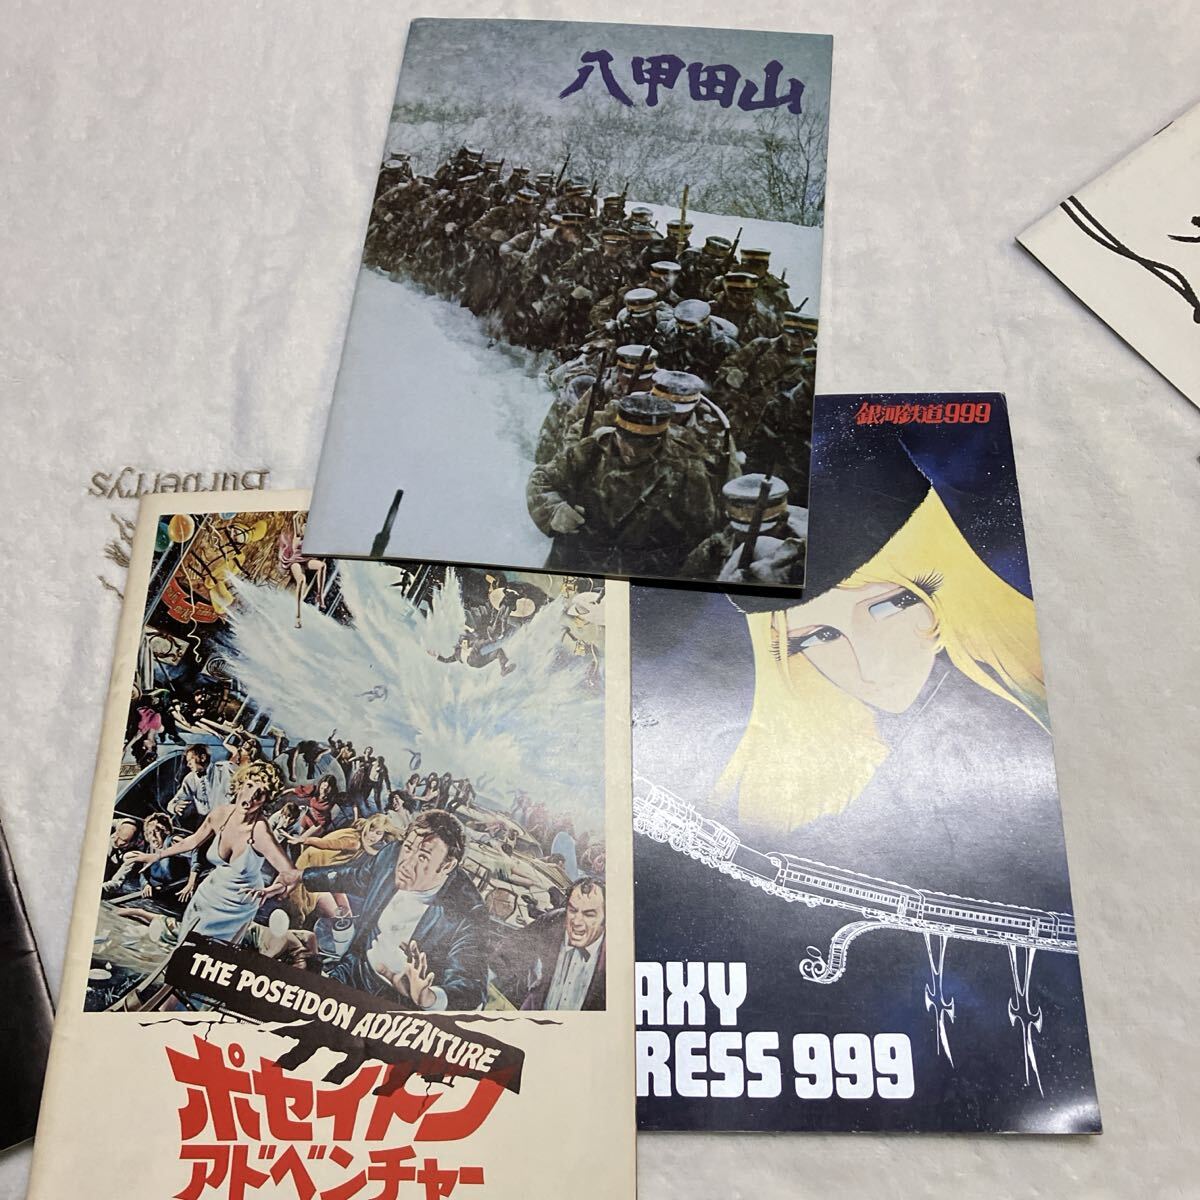 八甲田山
銀河鉄道999
Burberrys
THE POSEIDON ADVENTURE
ポセイドン
アドベンチャー
AXY
RESS 999